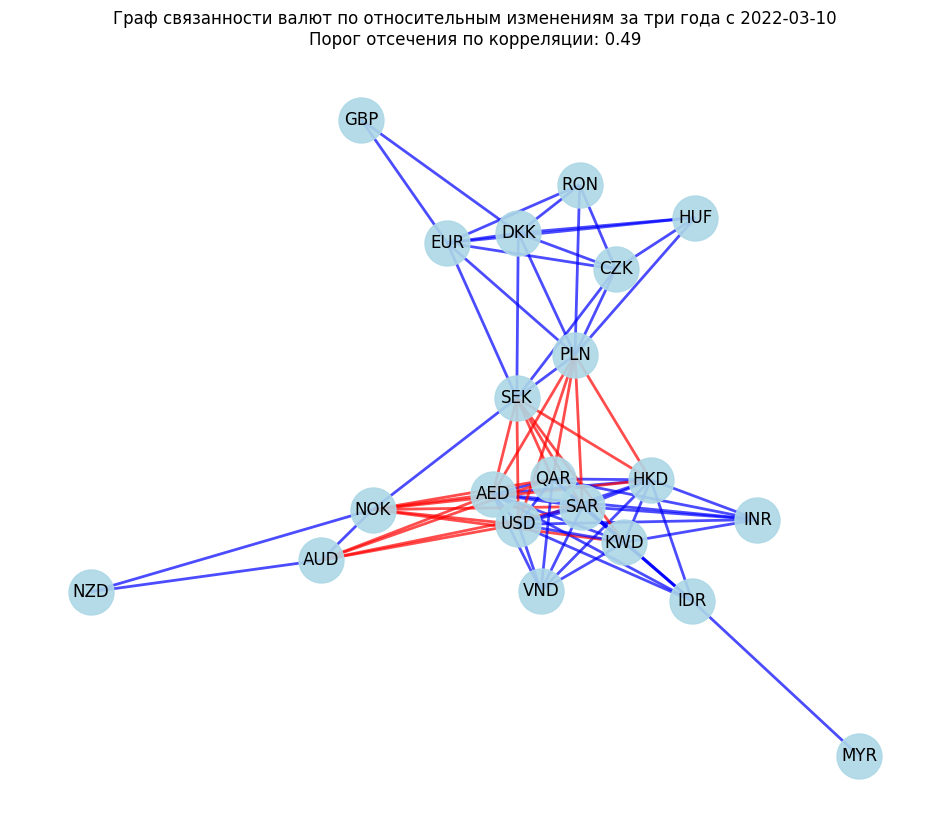 Граф связанности валют по относительным изменениям за три года с 2022-03-10
Порог отсечения по корреляции: 0.49
GBP
RON
HUF
DKK
EUR
CZK
PLN
SEK
QAR
HKD
AED
SAR
NOK
INR
USD
KWD
AUD
NZD
VND
IDR
MYR